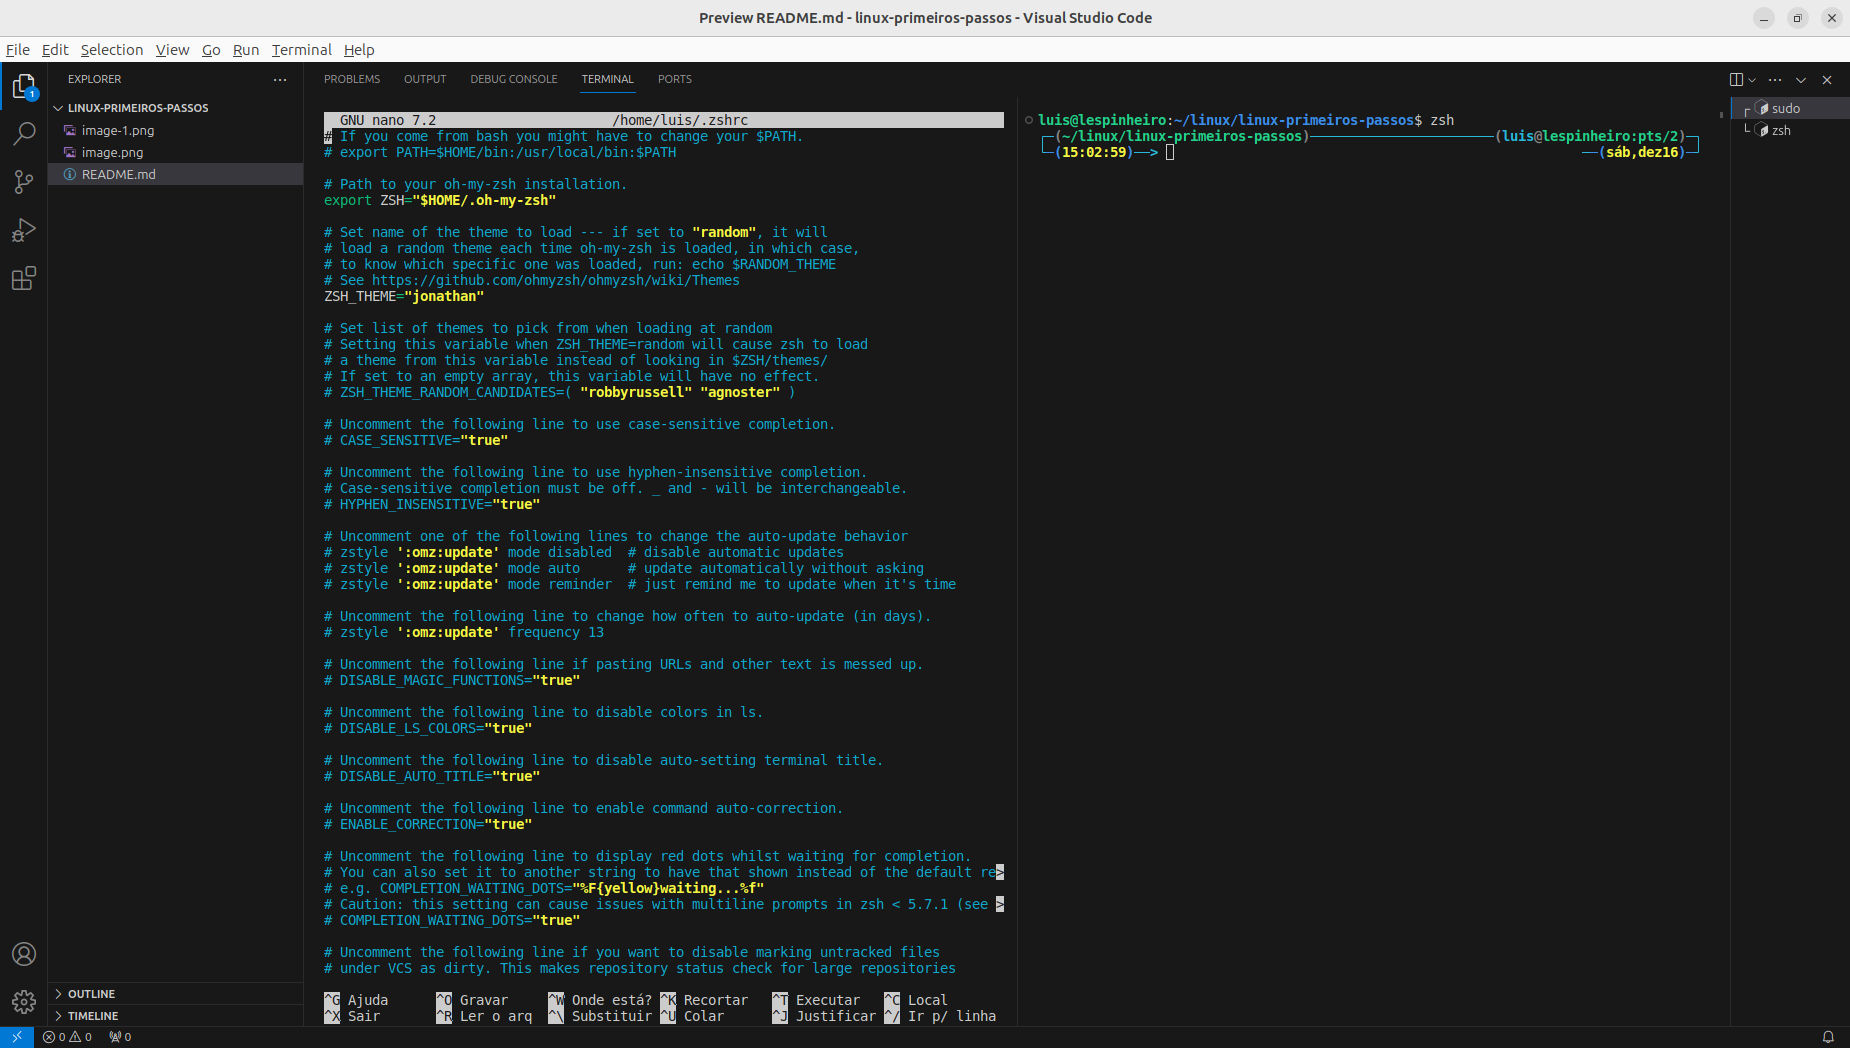 Preview README.md - linux-primeiros-passos - Visual Studio Code
File Edit Selection View Go Run Terminal Help
EXPLORER
LINUX-PRIMEIROS-PASSOS
image-1.png
image.png
README.md
OUTLINE
TIMELINE
1
PROBLEMS OUTPUT DEBUG CONSOLE TERMINAL PORTS
GNU nano 7.2 /home/luis/.zshrc
# If you come from bash you might have to change your $PATH.
# export PATH=$HOME/bin:/usr/local/bin:$PATH
# Path to your oh-my-zsh installation.
export ZSH="$HOME/.oh-my-zsh"
# Set name of the theme to load --- if set to "random", it will
# load a random theme each time oh-my-zsh is loaded, in which case,
# to know which specific one was loaded, run: echo $RANDOM_THEME
# See https://github.com/ohmyzsh/ohmyzsh/wiki/Themes
ZSH_THEME="jonathan"
# Set list of themes to pick from when loading at random
# Setting this variable when ZSH_THEME=random will cause zsh to load
# a theme from this variable instead of looking in $ZSH/themes/
# If set to an empty array, this variable will have no effect.
# ZSH_THEME_RANDOM_CANDIDATES=( "robbyrussell" "agnoster" )
# Uncomment the following line to use case-sensitive completion.
# CASE_SENSITIVE="true"
# Uncomment the following line to use hyphen-insensitive completion.
# Case-sensitive completion must be off. _ and - will be interchangeable.
# HYPHEN_INSENSITIVE="true"
# Uncomment one of the following lines to change the auto-update behavior
# zstyle ':omz:update' mode disabled  # disable automatic updates
# zstyle ':omz:update' mode auto      # update automatically without asking
# zstyle ':omz:update' mode reminder  # just remind me to update when it's time
# Uncomment the following line to change how often to auto-update (in days).
# zstyle ':omz:update' frequency 13
# Uncomment the following line if pasting URLs and other text is messed up.
# DISABLE_MAGIC_FUNCTIONS="true"
# Uncomment the following line to disable colors in ls.
# DISABLE_LS_COLORS="true"
# Uncomment the following line to disable auto-setting terminal title.
# DISABLE_AUTO_TITLE="true"
# Uncomment the following line to enable command auto-correction.
# ENABLE_CORRECTION="true"
# Uncomment the following line to display red dots whilst waiting for completion.
# You can also set it to another string to have that shown instead of the default re>
# e.g. COMPLETION_WAITING_DOTS="%F{yellow}waiting...%f"
# Caution: this setting can cause issues with multiline prompts in zsh < 5.7.1 (see >
# COMPLETION_WAITING_DOTS="true"
# Uncomment the following line if you want to disable marking untracked files
# under VCS as dirty. This makes repository status check for large repositories
^G Ajuda ^O Gravar ^W Onde está? ^K Recortar ^T Executar ^C Local
^X Sair ^R Ler o arq ^\ Substituir ^U Colar ^J Justificar ^/ Ir p/ linha
luis@lespinheiro:~/linux/linux-primeiros-passos$ zsh
(~/linux/linux-primeiros-passos) (luis@lespinheiro:pts/2)
(15:02:59)──> ──(sáb,dez16)
sudo
zsh
0 0 0